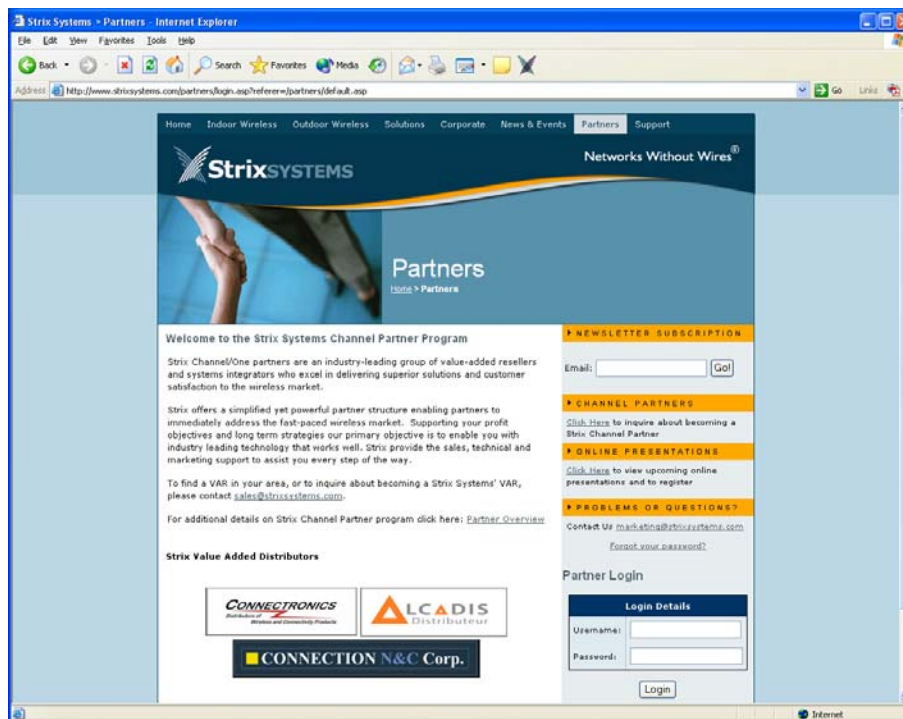 Strix Systems > Partners - Internet Explorer
File Edit View Favorites Tools Help
Back Search Favorites Media
Address http://www.strixsystems.com/partners/login.asp?referer=/partners/default.asp Go Links
Home Indoor Wireless Outdoor Wireless Solutions Corporate News & Events Partners Support
StrixSYSTEMS
Networks Without Wires®
Partners
Home > Partners
Welcome to the Strix Systems Channel Partner Program
Strix Channel/One partners are an industry-leading group of value-added resellers
and systems integrators who excel in delivering superior solutions and customer
satisfaction to the wireless market.
Strix offers a simplified yet powerful partner structure enabling partners to
immediately address the fast-paced wireless market. Supporting your profit
objectives and long term strategies our primary objective is to enable you with
industry leading technology that works well. Strix provide the sales, technical and
marketing support to assist you every step of the way.
To find a VAR in your area, or to inquire about becoming a Strix Systems' VAR,
please contact sales@strixsystems.com.
For additional details on Strix Channel Partner program click here: Partner Overview
Strix Value Added Distributors
CONNECTRONICS
Distributors of
Wireless and Connectivity Products
ALCADIS
Distributeur
CONNECTION N&C Corp.
NEWSLETTER SUBSCRIPTION
Email: Go!
CHANNEL PARTNERS
Click Here to inquire about becoming a
Strix Channel Partner
ONLINE PRESENTATIONS
Click Here to view upcoming online
presentations and to register
PROBLEMS OR QUESTIONS?
Contact Us marketing@strixsystems.com
Forgot your password?
Partner Login
Login Details
Username:
Password:
Login
Internet